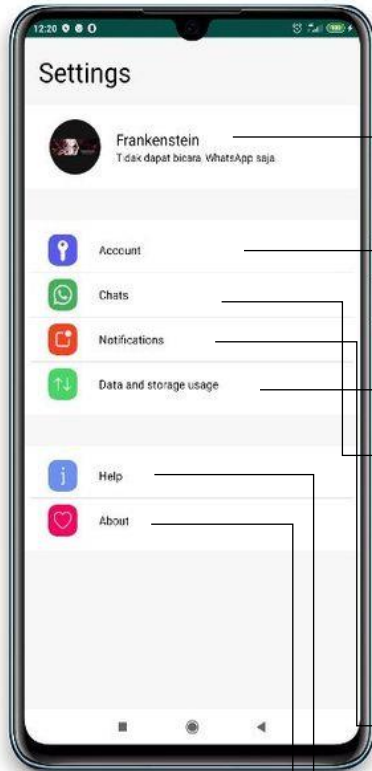 12:20
Settings
Frankenstein
Tidak dapat bicara. WhatsApp saja.
Account
Chats
Notifications
Data and storage usage
Help
About